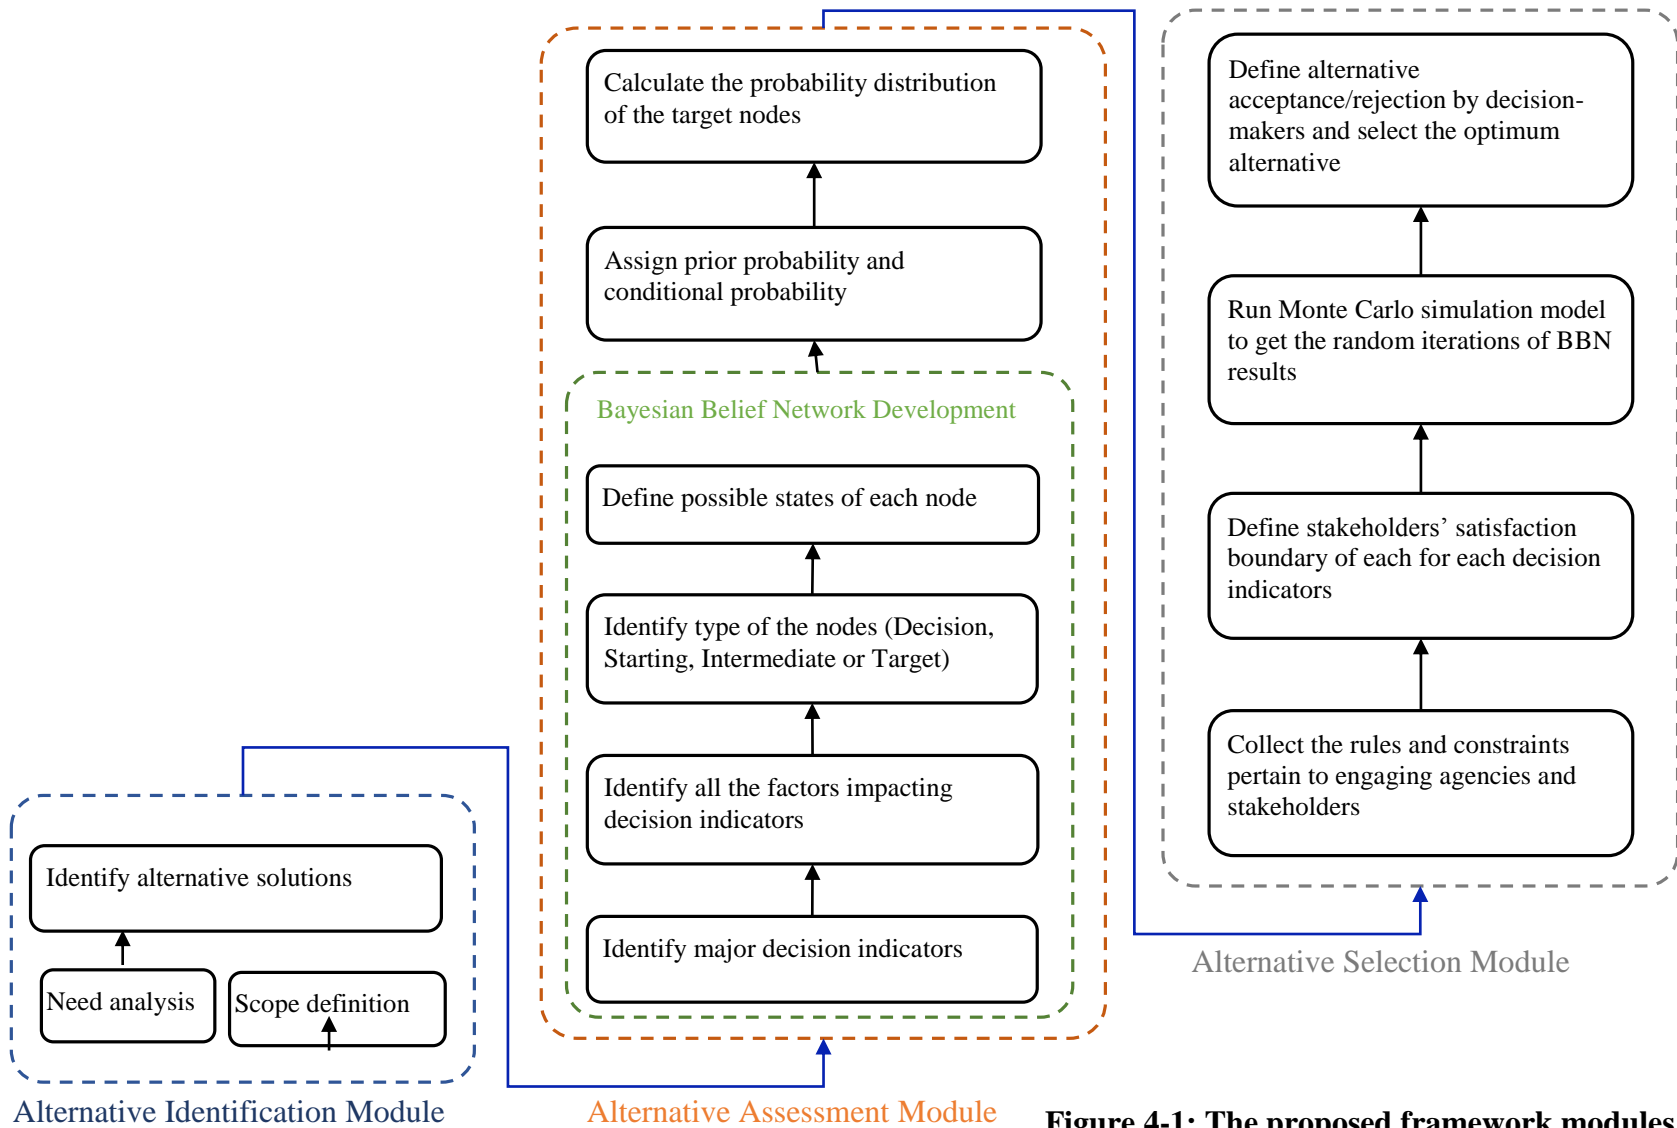 Calculate the probability distribution
of the target nodes
Assign prior probability and
conditional probability
Bayesian Belief Network Development
Define possible states of each node
Identify type of the nodes (Decision,
Starting, Intermediate or Target)
Identify all the factors impacting
decision indicators
Identify major decision indicators
Identify alternative solutions
Need analysis
Scope definition
Alternative Identification Module
Alternative Assessment Module
Define alternative
acceptance/rejection by decision-
makers and select the optimum
alternative
Run Monte Carlo simulation model
to get the random iterations of BBN
results
Define stakeholders’ satisfaction
boundary of each for each decision
indicators
Collect the rules and constraints
pertain to engaging agencies and
stakeholders
Alternative Selection Module
Figure 4-1: The proposed framework modules